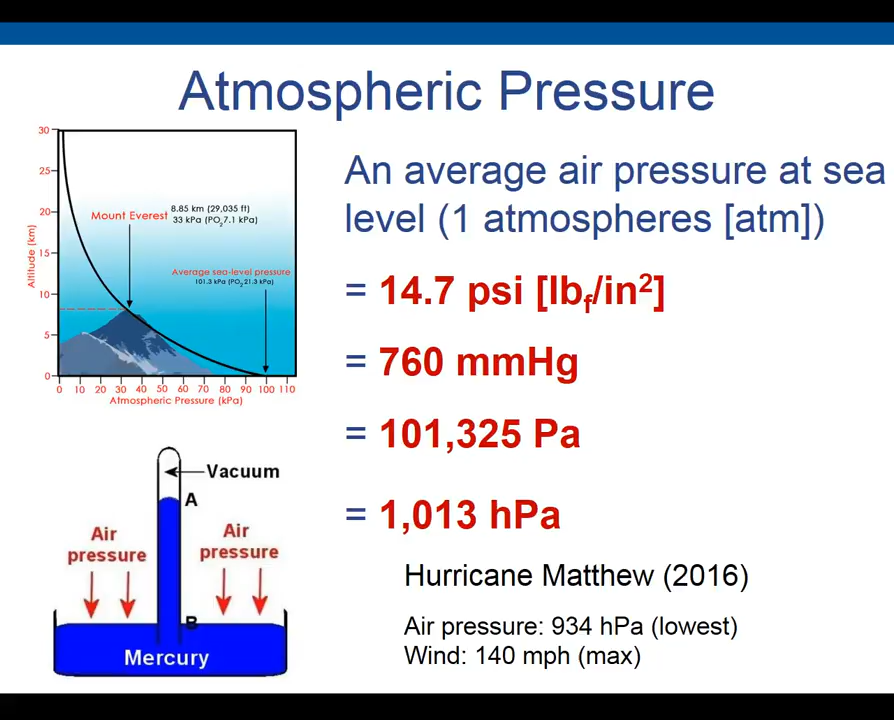 Atmospheric Pressure
30
25
20
15
10
5
0
Altitude (km)
Mount Everest
8.85 km (29,035 ft)
33 kPa (PO2 7.1 kPa)
Average sea-level pressure
101.3 kPa (PO2 21.3 kPa)
0 10 20 30 40 50 60 70 80 90 100 110
Atmospheric Pressure (kPa)
An average air pressure at sea
level (1 atmospheres [atm])
= 14.7 psi [lbf/in²]
= 760 mmHg
= 101,325 Pa
= 1,013 hPa
Vacuum
A
Air
pressure
Air
pressure
B
Mercury
Hurricane Matthew (2016)
Air pressure: 934 hPa (lowest)
Wind: 140 mph (max)